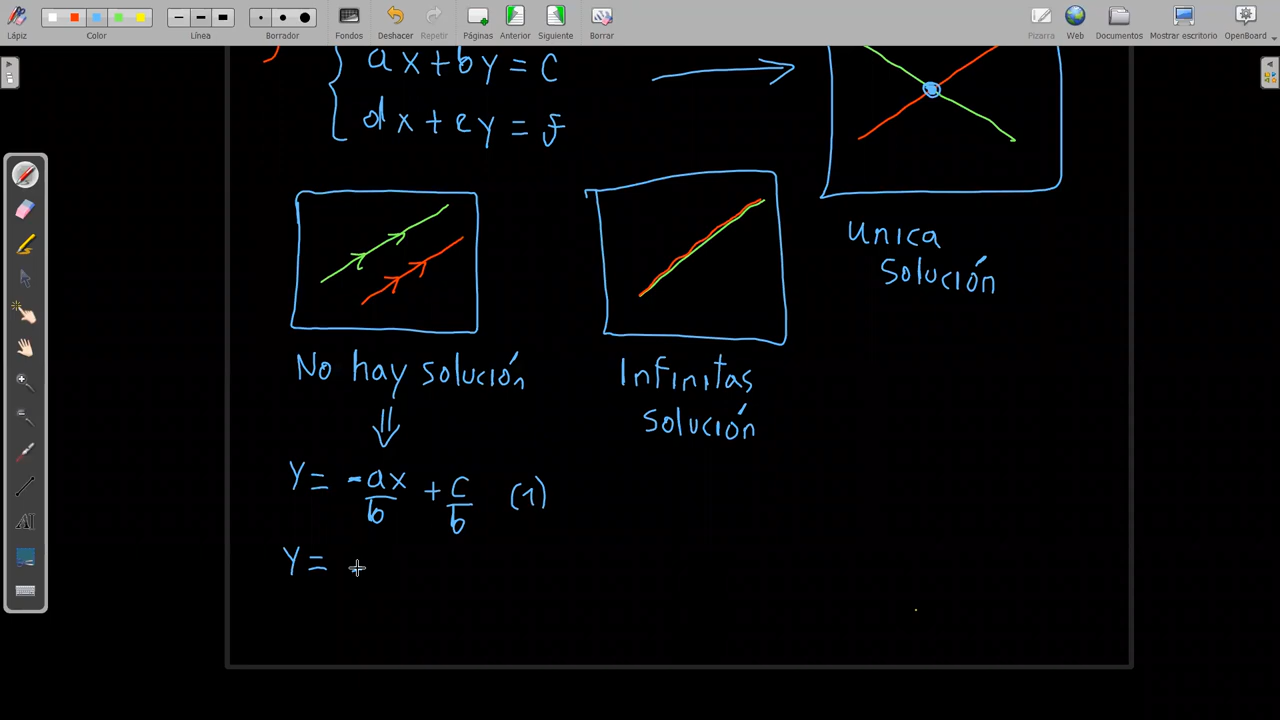 Lápiz Color Línea Borrador Fondos Deshacer Repetir Páginas Anterior Siguiente Borrar Pizarra Web Documentos Mostrar escritorio OpenBoard
ax+by=c
dx+ey=f
unica
solución
No hay solución
Infinitas
solución
Y= -ax/b + c/b (1)
Y= -